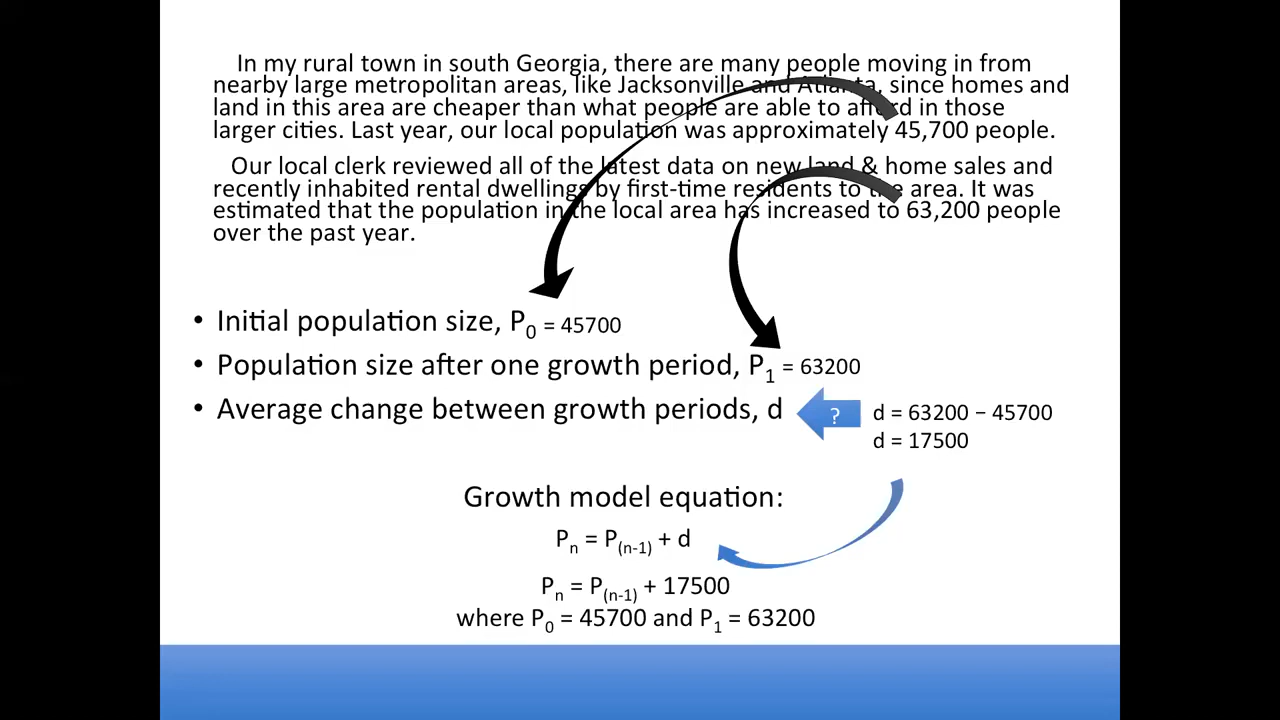 In my rural town in south Georgia, there are many people moving in from
nearby large metropolitan areas, like Jacksonville and Atlanta, since homes and
land in this area are cheaper than what people are able to afford in those
larger cities. Last year, our local population was approximately 45,700 people.
Our local clerk reviewed all of the latest data on new land & home sales and
recently inhabited rental dwellings by first-time residents to the area. It was
estimated that the population in the local area has increased to 63,200 people
over the past year.
• Initial population size, P₀ = 45700
• Population size after one growth period, P₁ = 63200
• Average change between growth periods, d ? d = 63200 − 45700
d = 17500
Growth model equation:
Pₙ = P₍ₙ₋₁₎ + d
Pₙ = P₍ₙ₋₁₎ + 17500
where P₀ = 45700 and P₁ = 63200